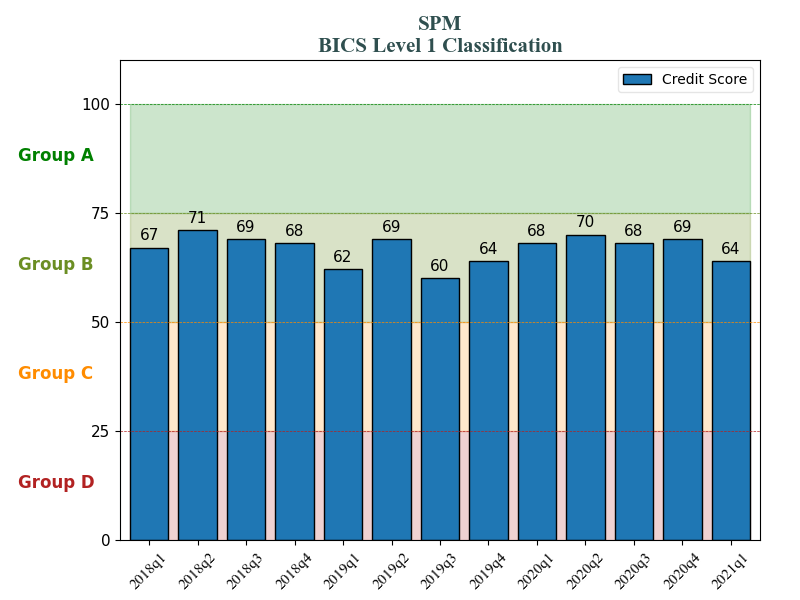 SPM
BICS Level 1 Classification
Credit Score
100
Group A
75
71
70
69
69
69
68
68
68
67
64
64
62
60
Group B
50
Group C
25
Group D
0
2018q1
2018q2
2018q3
2018q4
2019q1
2019q2
2019q3
2019q4
2020q1
2020q2
2020q3
2020q4
2021q1